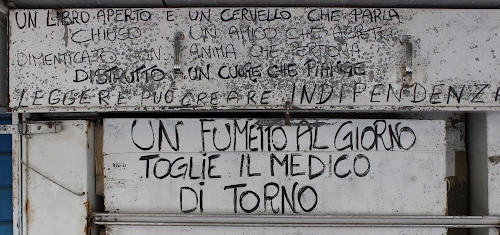 UN LIBRO APERTO E UN CERVELLO CHE PARLA
CHIUSO UN AMICO CHE ASPETTA
DIMENTICATO UN ANIMA CHE PERDONA
DISTRUTTO UN CUORE CHE PIANGE
LEGGERE PUÒ CREARE INDIPENDENZA
UN FUMETTO AL GIORNO
TOGLIE IL MEDICO
DI TORNO